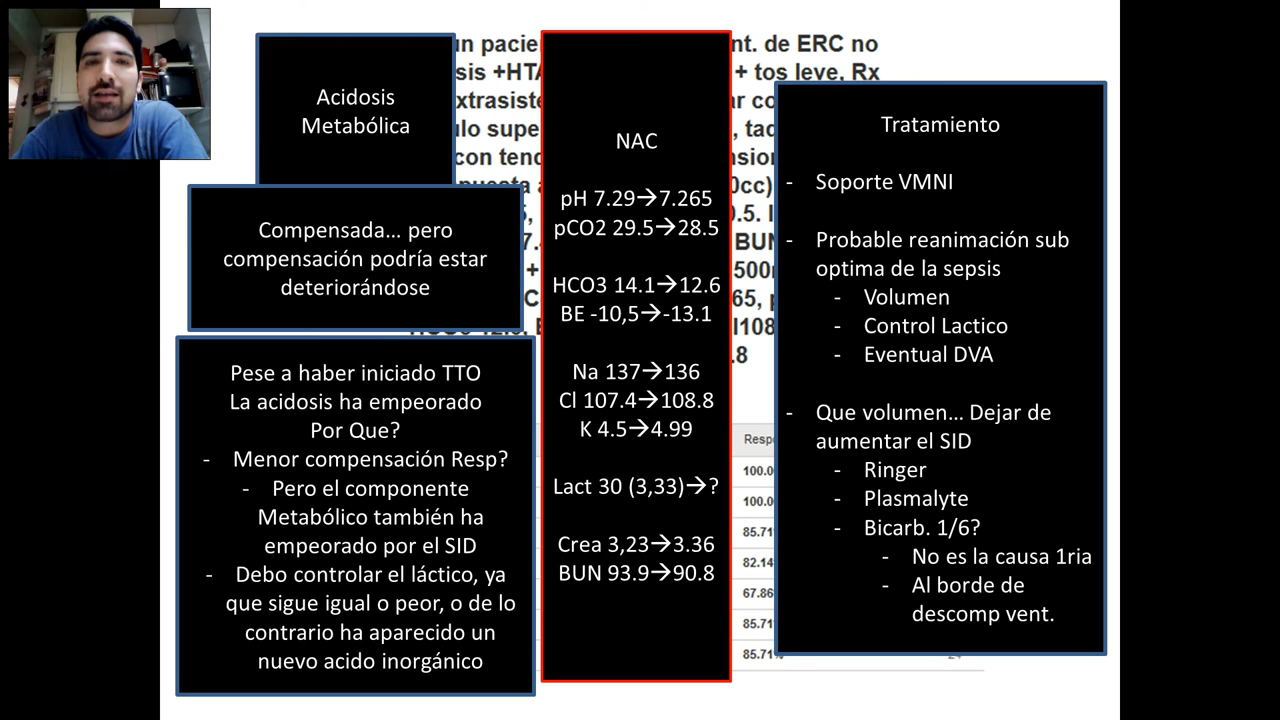 Acidosis
Metabólica
Compensada… pero
compensación podría estar
deteriorándose
Pese a haber iniciado TTO
La acidosis ha empeorado
Por Que?
- Menor compensación Resp?
- Pero el componente
Metabólico también ha
empeorado por el SID
- Debo controlar el láctico, ya
que sigue igual o peor, o de lo
contrario ha aparecido un
nuevo acido inorgánico
NAC
pH 7.29→7.265
pCO2 29.5→28.5
HCO3 14.1→12.6
BE -10,5→-13.1
Na 137→136
Cl 107.4→108.8
K 4.5→4.99
Lact 30 (3,33)→?
Crea 3,23→3.36
BUN 93.9→90.8
de ERC no
+ tos leve, Rx
BUN
Tratamiento
- Soporte VMNI
- Probable reanimación sub
optima de la sepsis
- Volumen
- Control Lactico
- Eventual DVA
- Que volumen… Dejar de
aumentar el SID
- Ringer
- Plasmalyte
- Bicarb. 1/6?
- No es la causa 1ria
- Al borde de
descomp vent.